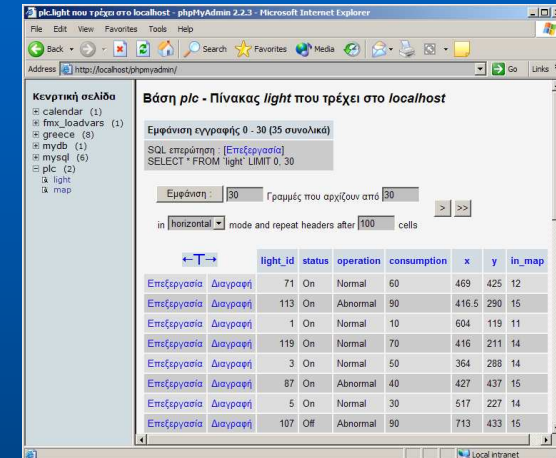 plc.light που τρέχει στο localhost - phpMyAdmin 2.2.3 - Microsoft Internet Explorer
File Edit View Favorites Tools Help
Back Search Favorites Media
Address http://localhost/phpmyadmin/ Go Links
Κεντρική σελίδα
calendar (1)
fmx_loadvars (1)
greece (8)
mydb (1)
mysql (6)
plc (2)
light
map
Βάση plc - Πίνακας light που τρέχει στο localhost
Εμφάνιση εγγραφής 0 - 30 (35 συνολικά)
SQL επερώτηση : [Επεξεργασία]
SELECT * FROM `light` LIMIT 0, 30
Εμφάνιση : 30 Γραμμές που αρχίζουν από 30
> >>
in horizontal mode and repeat headers after 100 cells
←T→ light_id status operation consumption x y in_map
Επεξεργασία Διαγραφή 71 On Normal 60 469 425 12
Επεξεργασία Διαγραφή 113 On Abnormal 90 416.5 290 15
Επεξεργασία Διαγραφή 1 On Normal 10 604 119 11
Επεξεργασία Διαγραφή 119 On Normal 70 416 211 14
Επεξεργασία Διαγραφή 3 On Normal 50 364 288 14
Επεξεργασία Διαγραφή 87 On Abnormal 40 427 437 15
Επεξεργασία Διαγραφή 5 On Normal 30 517 227 14
Επεξεργασία Διαγραφή 107 Off Abnormal 90 713 433 15
Local intranet